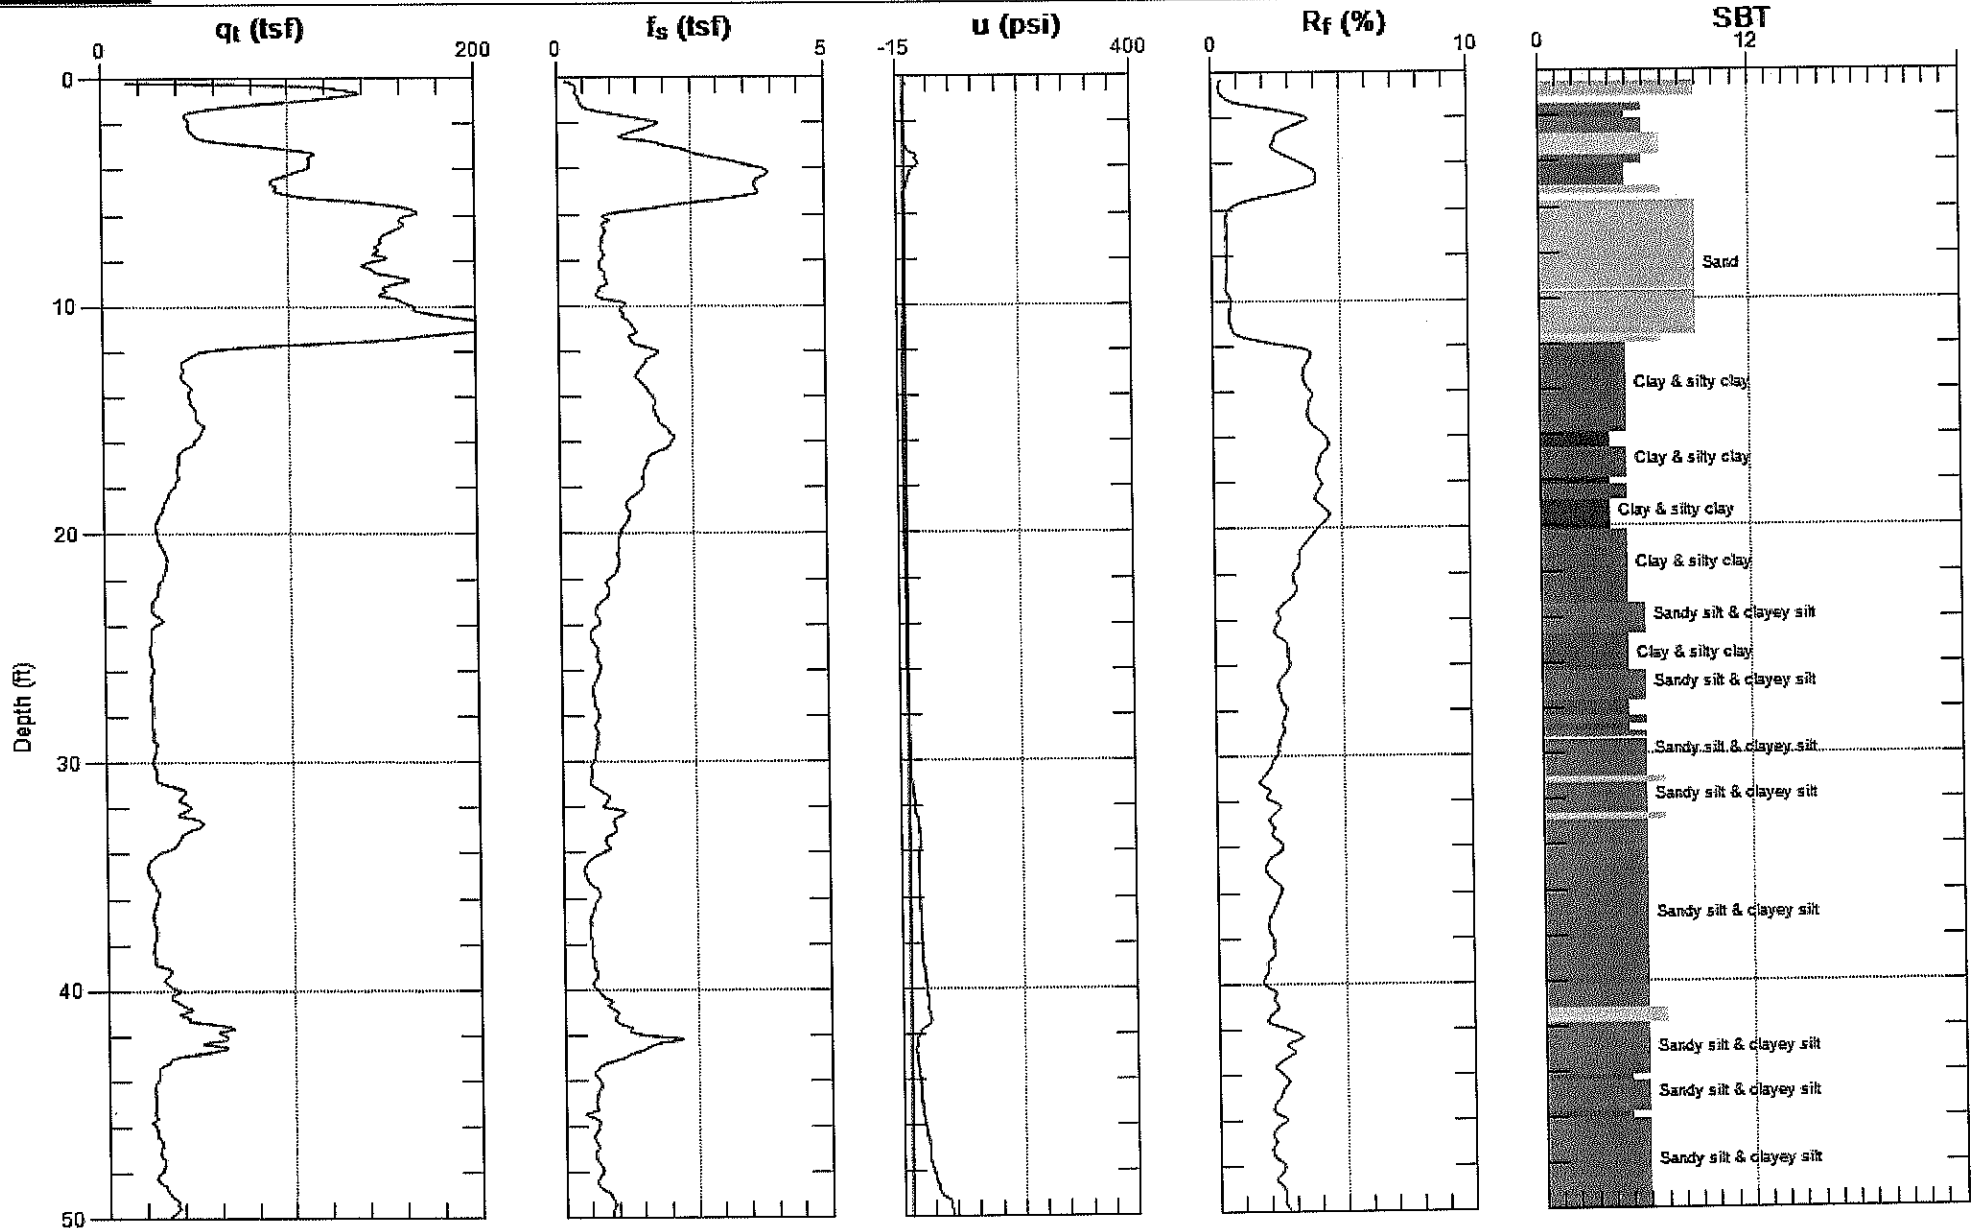 qt (tsf)
0 200
fs (tsf)
0 5
u (psi)
-15 400
Rf (%)
0 10
SBT
0 12
Depth (ft)
0
10
20
30
40
50
Sand
Clay & silty clay
Clay & silty clay
Clay & silty clay
Clay & silty clay
Sandy silt & clayey silt
Clay & silty clay
Sandy silt & clayey silt
Sandy silt & clayey silt
Sandy silt & clayey silt
Sandy silt & clayey silt
Sandy silt & clayey silt
Sandy silt & clayey silt
Sandy silt & clayey silt